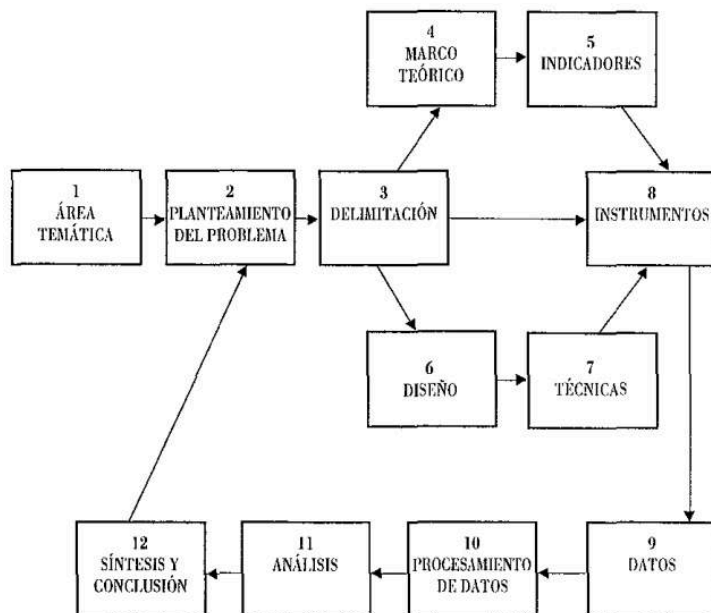 1
ÁREA
TEMÁTICA
2
PLANTEAMIENTO
DEL PROBLEMA
3
DELIMITACIÓN
4
MARCO
TEÓRICO
5
INDICADORES
6
DISEÑO
7
TÉCNICAS
8
INSTRUMENTOS
9
DATOS
10
PROCESAMIENTO
DE DATOS
11
ANÁLISIS
12
SÍNTESIS Y
CONCLUSIÓN